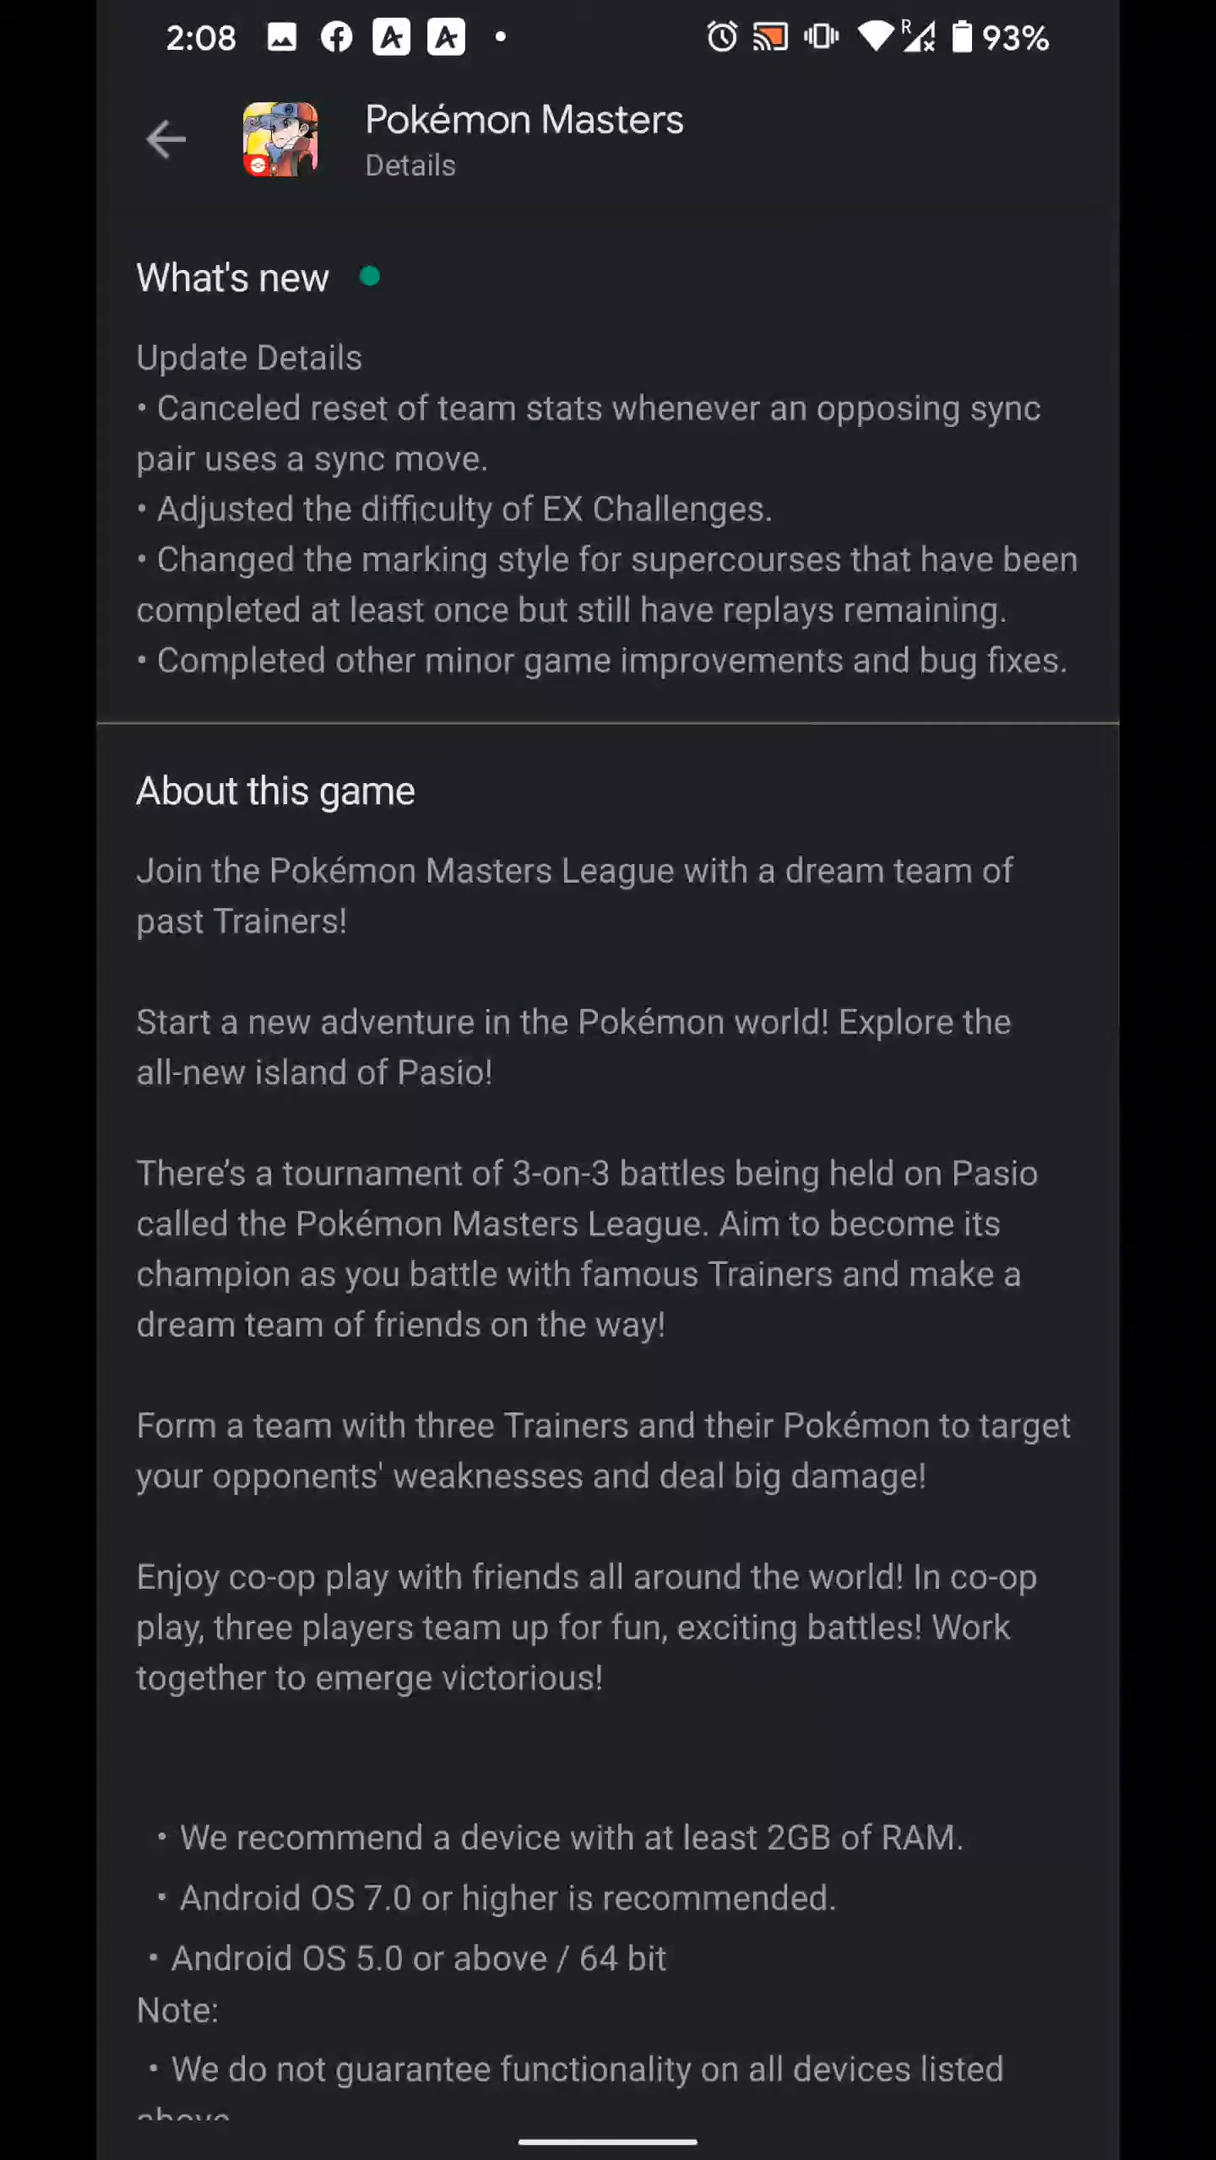 2:08
R
93%
Pokémon Masters
Details
What's new
Update Details
• Canceled reset of team stats whenever an opposing sync
pair uses a sync move.
• Adjusted the difficulty of EX Challenges.
• Changed the marking style for supercourses that have been
completed at least once but still have replays remaining.
• Completed other minor game improvements and bug fixes.
About this game
Join the Pokémon Masters League with a dream team of
past Trainers!
Start a new adventure in the Pokémon world! Explore the
all-new island of Pasio!
There’s a tournament of 3-on-3 battles being held on Pasio
called the Pokémon Masters League. Aim to become its
champion as you battle with famous Trainers and make a
dream team of friends on the way!
Form a team with three Trainers and their Pokémon to target
your opponents' weaknesses and deal big damage!
Enjoy co-op play with friends all around the world! In co-op
play, three players team up for fun, exciting battles! Work
together to emerge victorious!
• We recommend a device with at least 2GB of RAM.
• Android OS 7.0 or higher is recommended.
• Android OS 5.0 or above / 64 bit
Note:
• We do not guarantee functionality on all devices listed
above